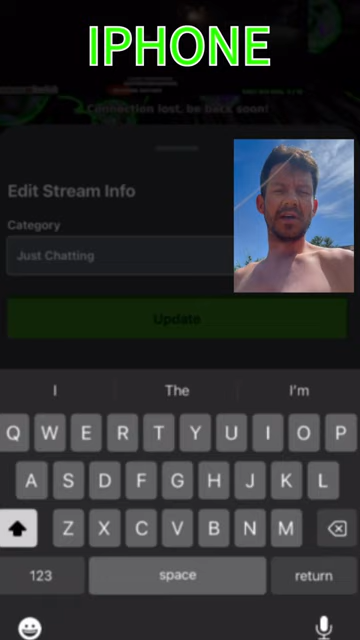 IPHONE
Connection lost, be back soon!
Edit Stream Info
Category
Just Chatting
Update
I The I'm
Q W E R T Y U I O P
A S D F G H J K L
Z X C V B N M
123 space return